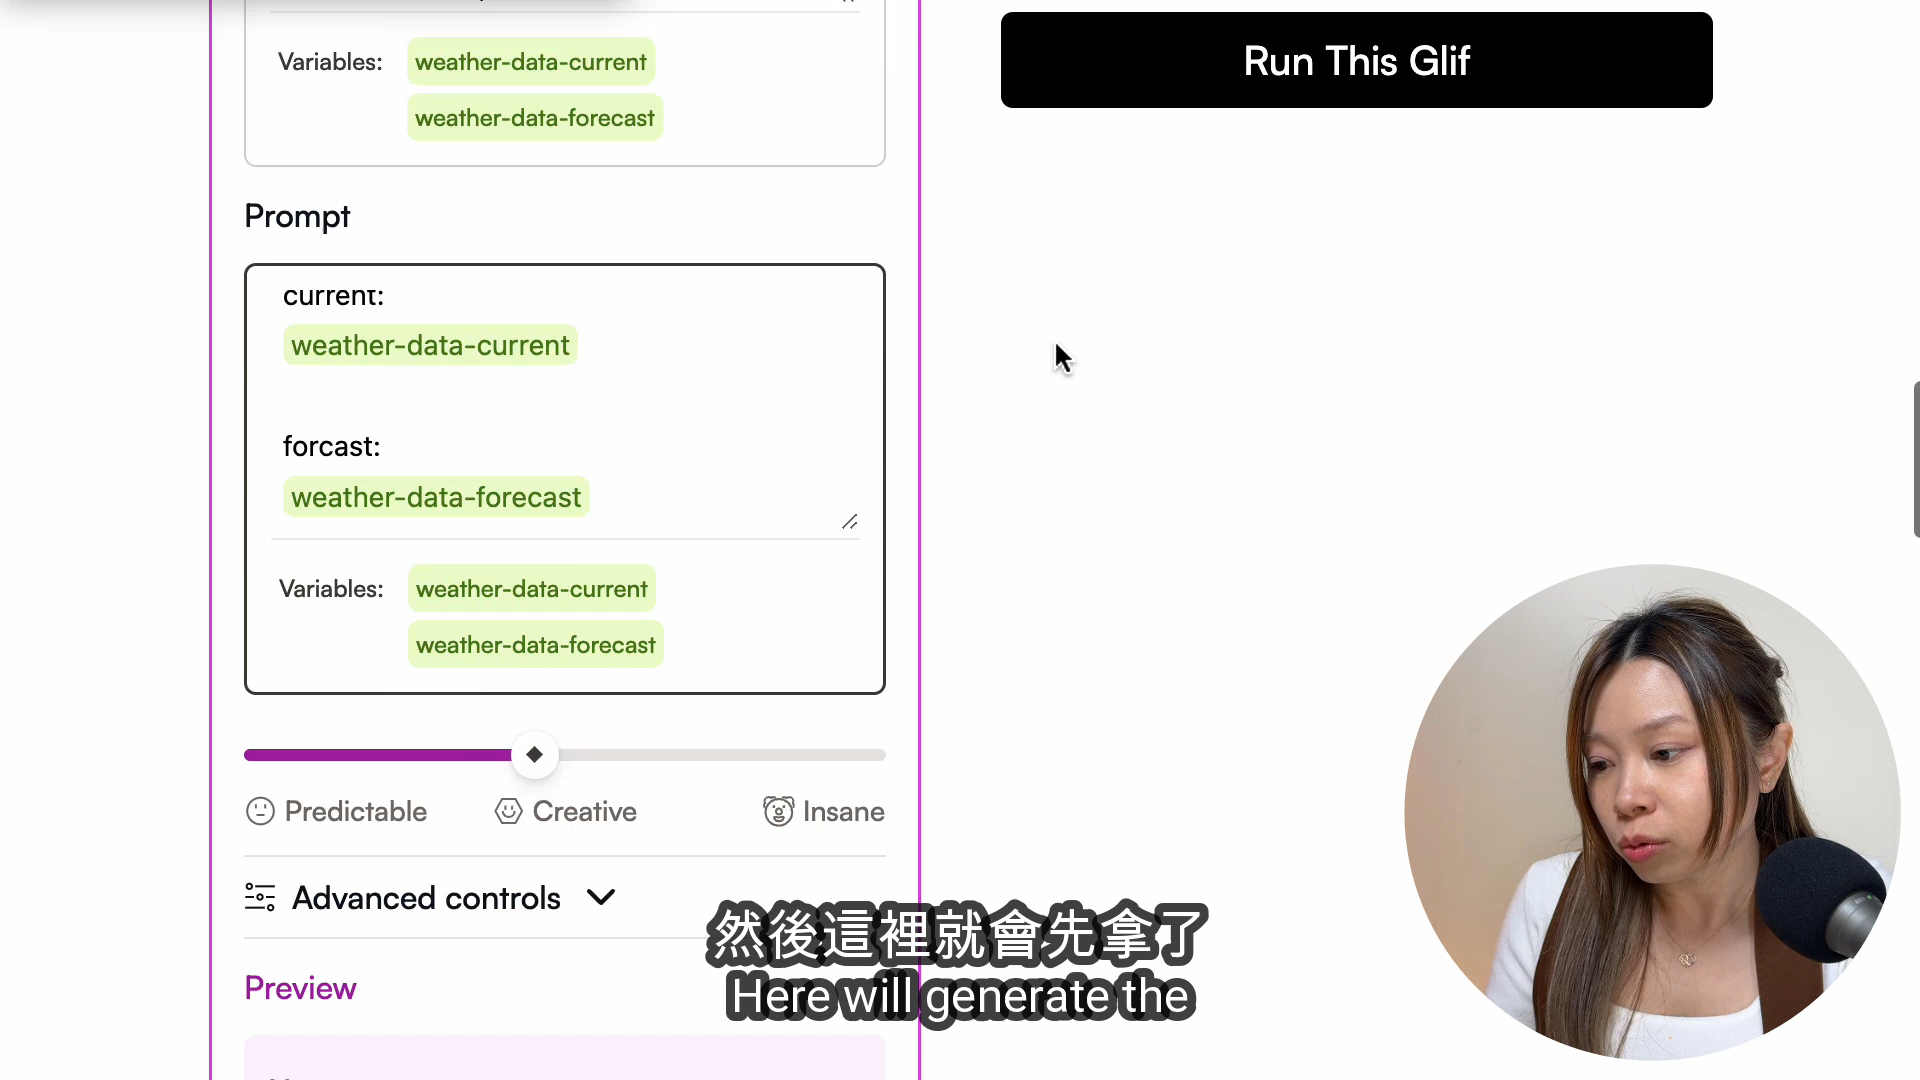 Variables:
weather-data-current
weather-data-forecast
Run This Glif
Prompt
current:
weather-data-current
forcast:
weather-data-forecast
Variables:
weather-data-current
weather-data-forecast
Predictable
Creative
Insane
Advanced controls
Preview
然後這裡就會先拿了
Here will generate the